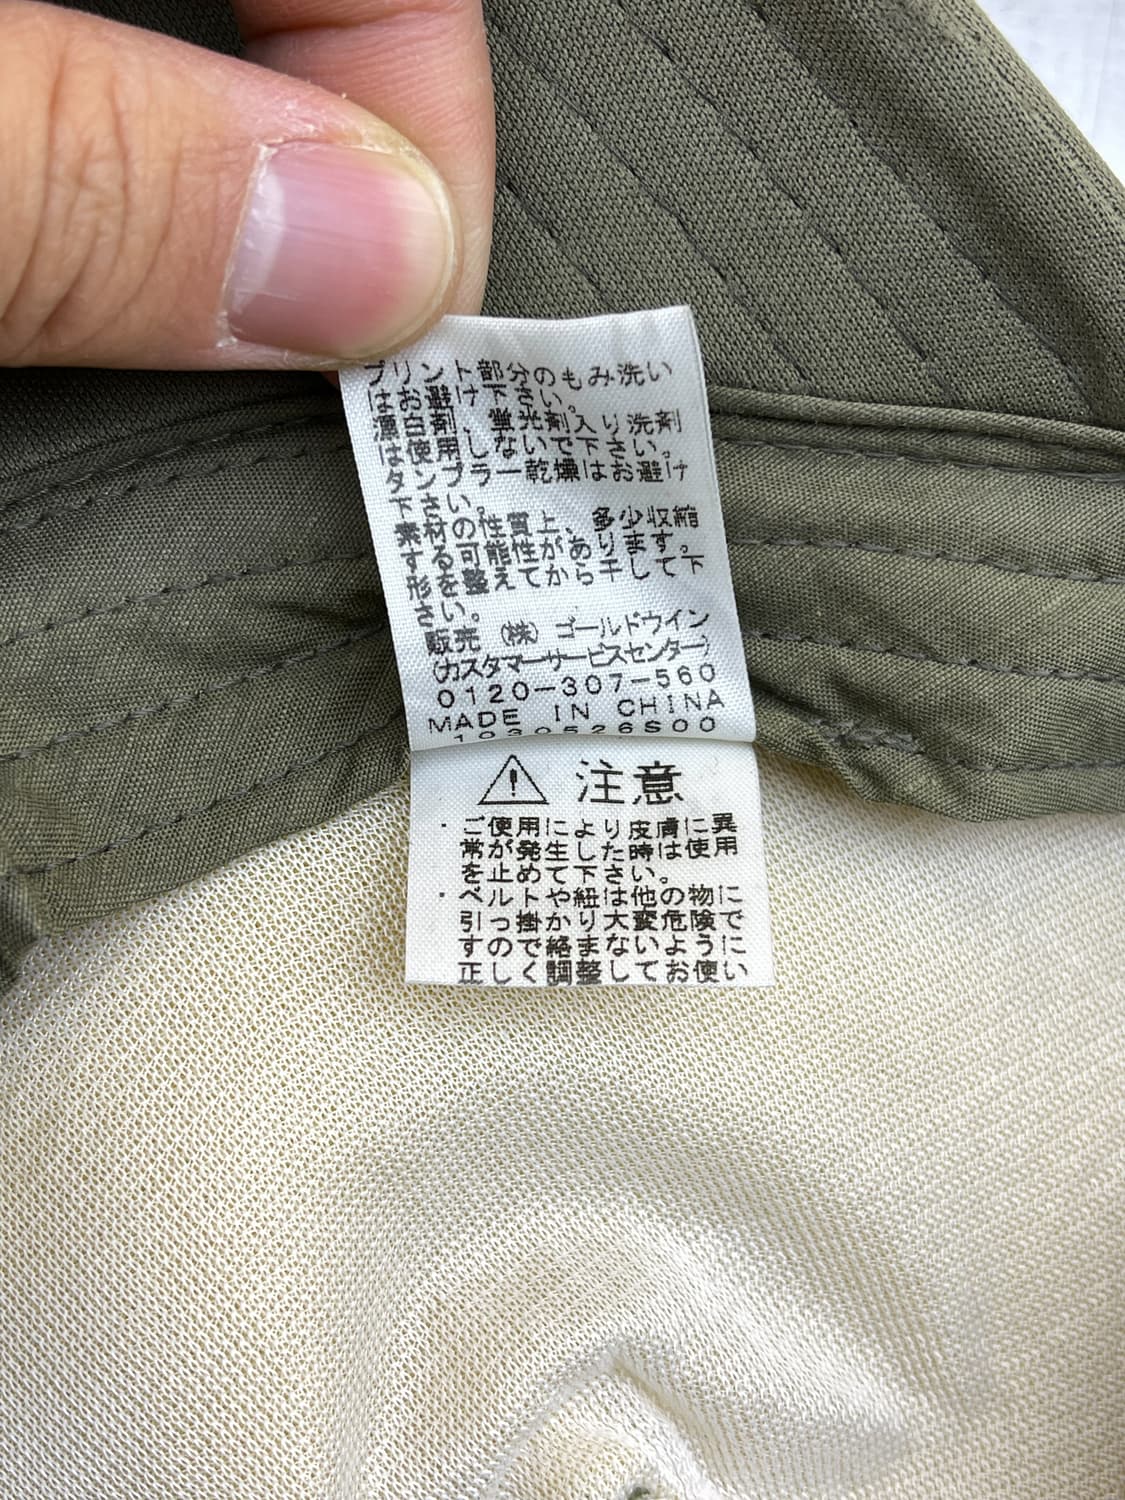 プリント部分のもみ洗い
はお避け下さい。
漂白剤、蛍光剤入り洗剤
は使用しないで下さい。
タンブラー乾燥はお避け
下さい。
素材の性質上、多少収縮
する可能性があります。
形を整えてから干して下
さい。
販売 (株) ゴールドウイン
(カスタマーサービスセンター)
0120-307-560
MADE IN CHINA
1030526S00
注意
・ご使用により皮膚に異
常が発生した時は使用
を止めて下さい。
・ベルトや紐は他の物に
引っ掛かり大変危険で
すので絡まないように
正しく調整してお使い